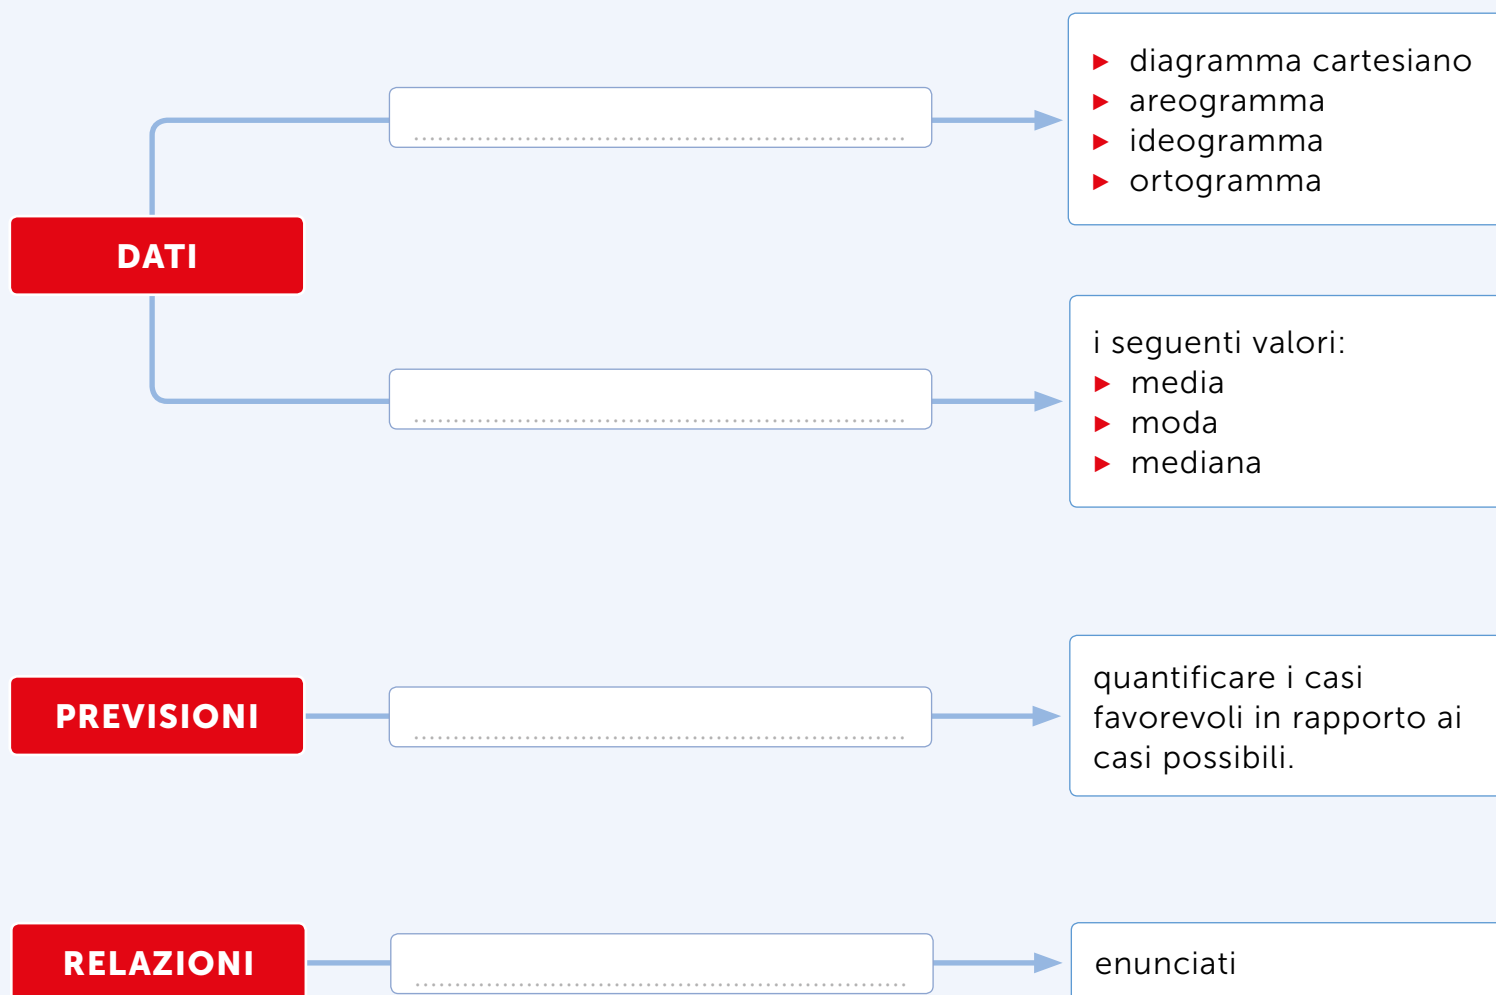 diagramma cartesiano
areogramma
ideogramma
ortogramma
DATI
i seguenti valori:
media
moda
mediana
PREVISIONI
quantificare i casi
favorevoli in rapporto ai
casi possibili.
RELAZIONI
enunciati